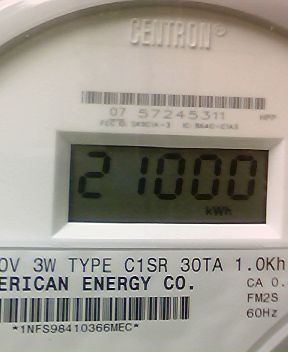 CENTRON®
07 57245311 HPP
21000
kWh
0V 3W TYPE C1SR 30TA 1.0Kh
ERICAN ENERGY CO. CA 0.
FM2S
60Hz
*1NFS98410366MEC*